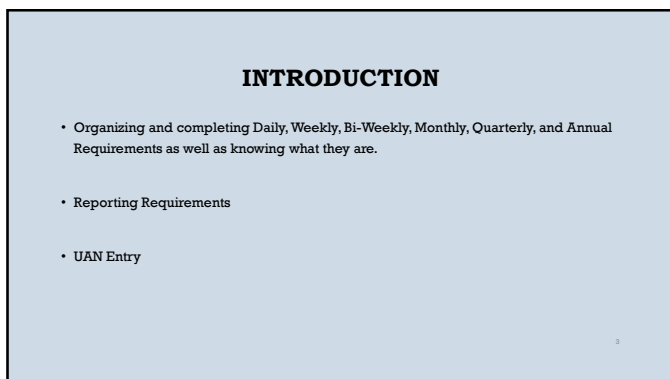 INTRODUCTION
• Organizing and completing Daily, Weekly, Bi-Weekly, Monthly, Quarterly, and Annual
Requirements as well as knowing what they are.
• Reporting Requirements
• UAN Entry
3